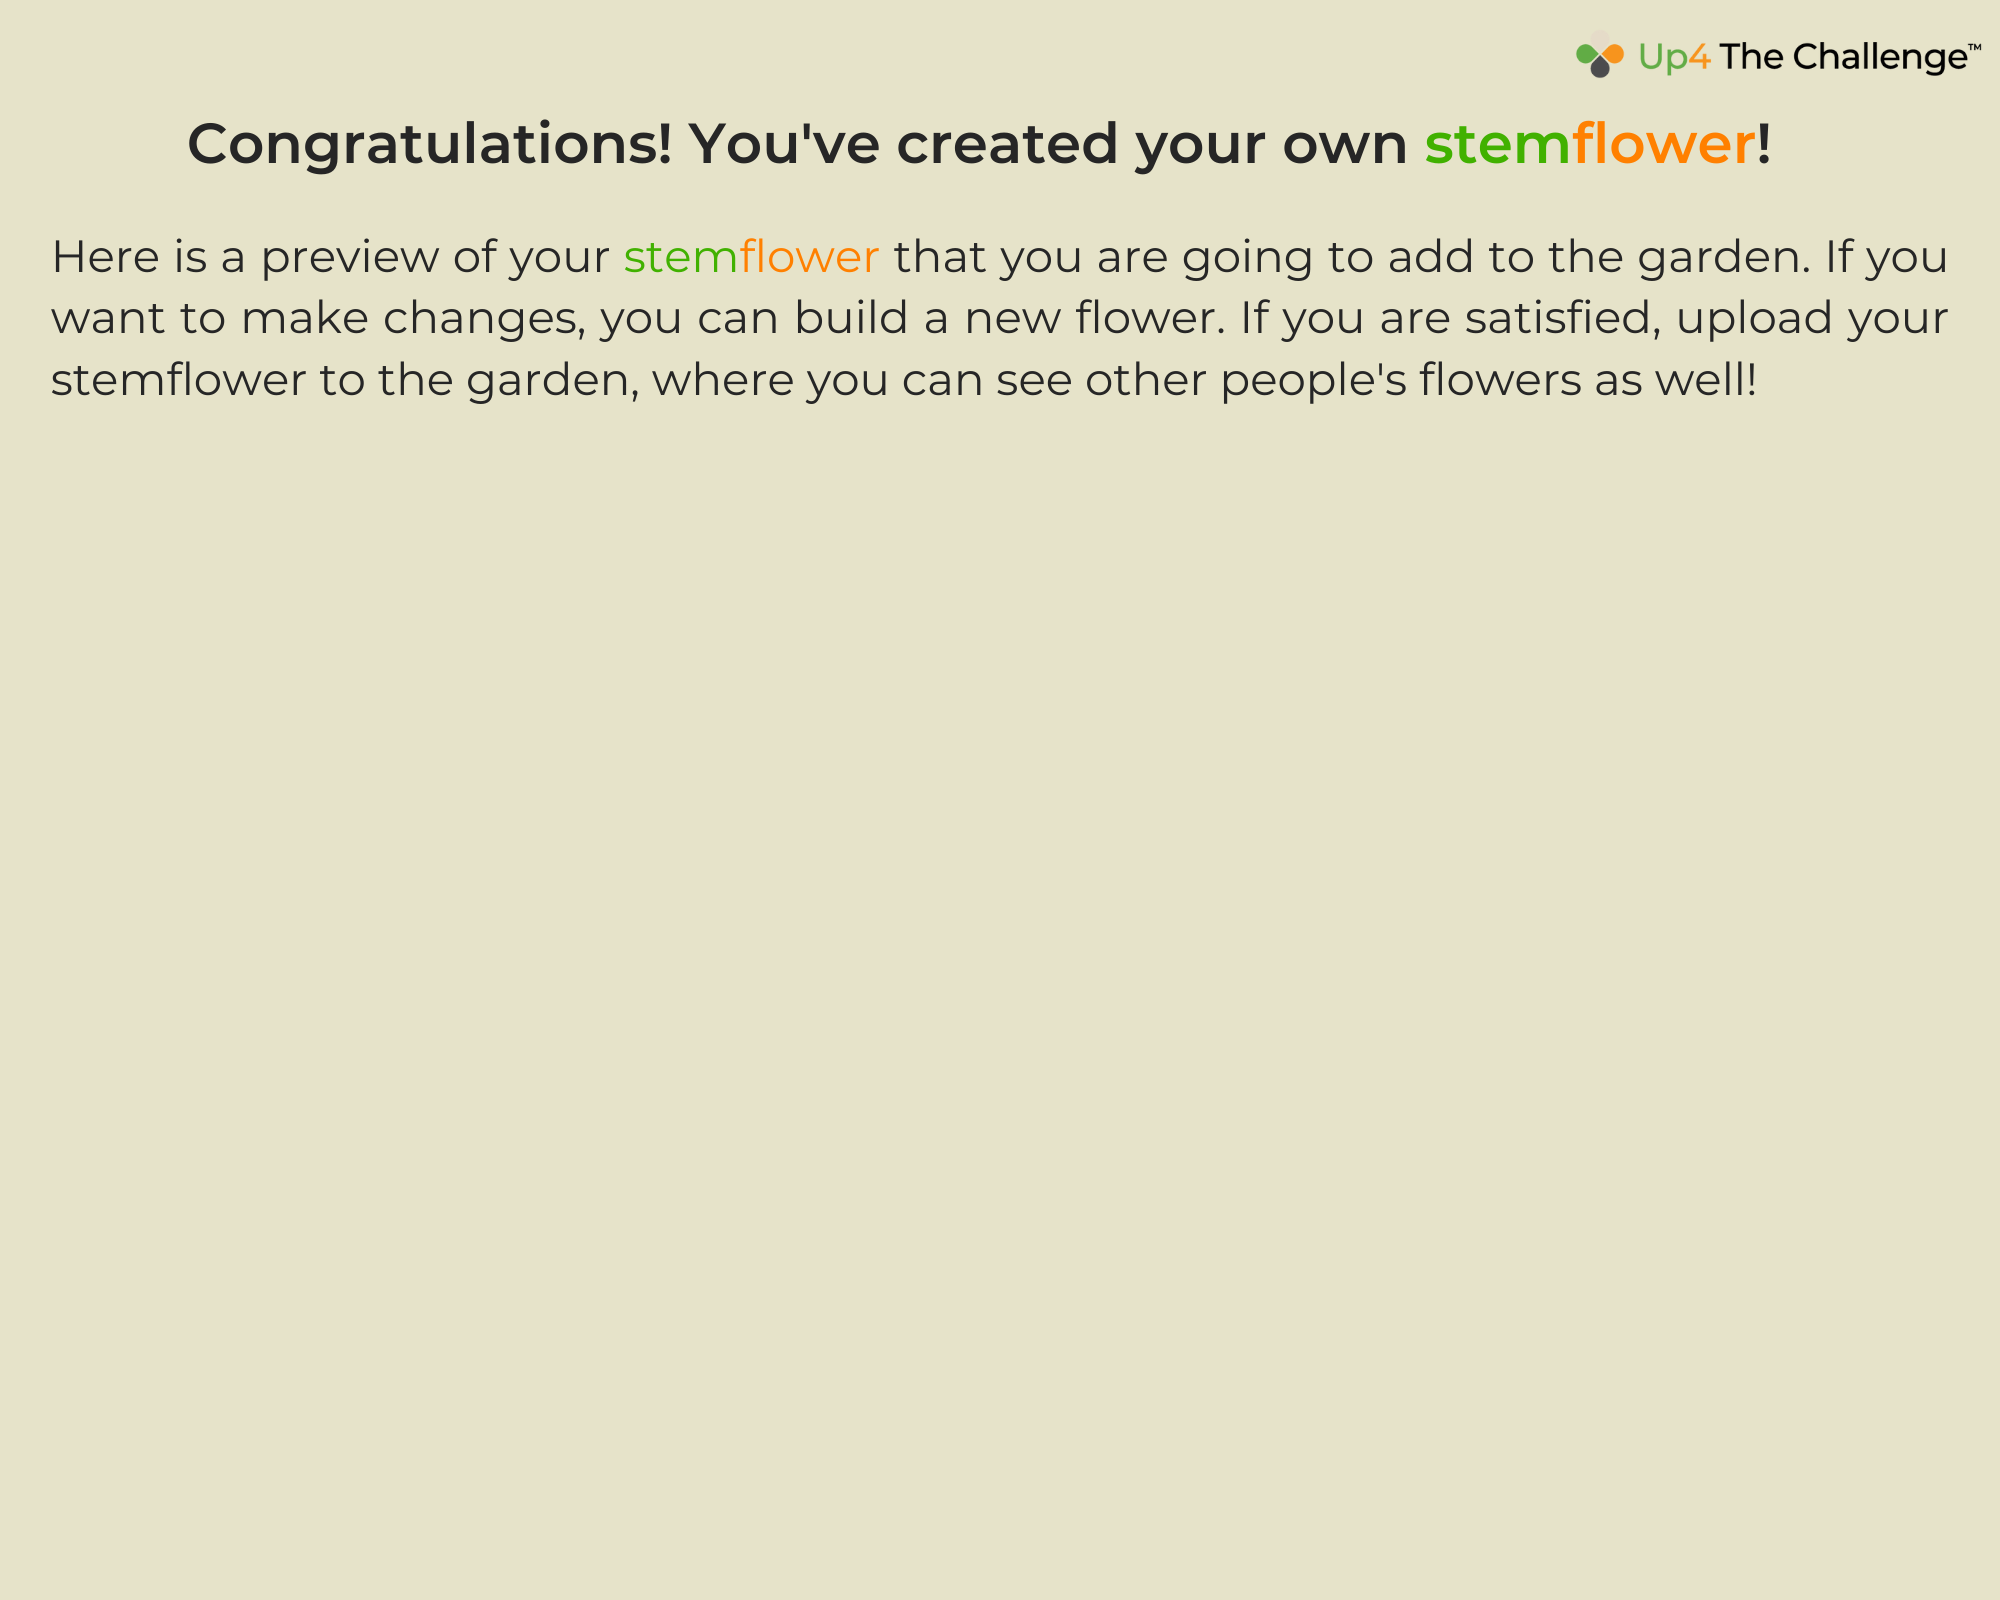 Up4 The Challenge™
Congratulations! You've created your own stemflower!
Here is a preview of your stemflower that you are going to add to the garden. If you
want to make changes, you can build a new flower. If you are satisfied, upload your
stemflower to the garden, where you can see other people's flowers as well!